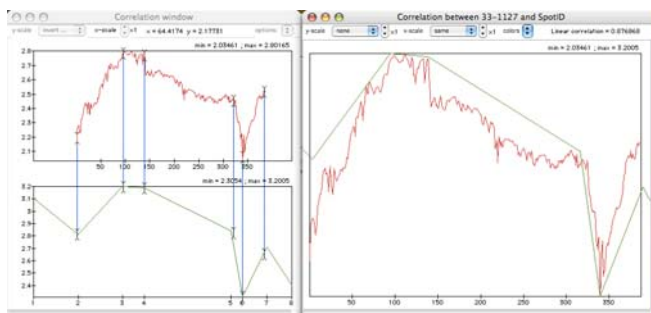 Correlation window
y-scale invert ... x-scale x1 x = 64.4174 y = 2.17731 options
min = 2.03461 ; max = 2.80165
2.8
2.7
2.6
2.5
2.4
2.3
2.2
2.1
50 100 150 200 250 300 350
min = 2.3054 ; max = 3.2005
3.2
3.1
3
2.9
2.8
2.7
2.6
2.5
2.4
1 2 3 4 5 6 7 8
Correlation between 33-1127 and SpotID
y-scale none x-scale same x1 colors Linear correlation = 0.876868
min = 2.03461 ; max = 3.2005
50 100 150 200 250 300 350